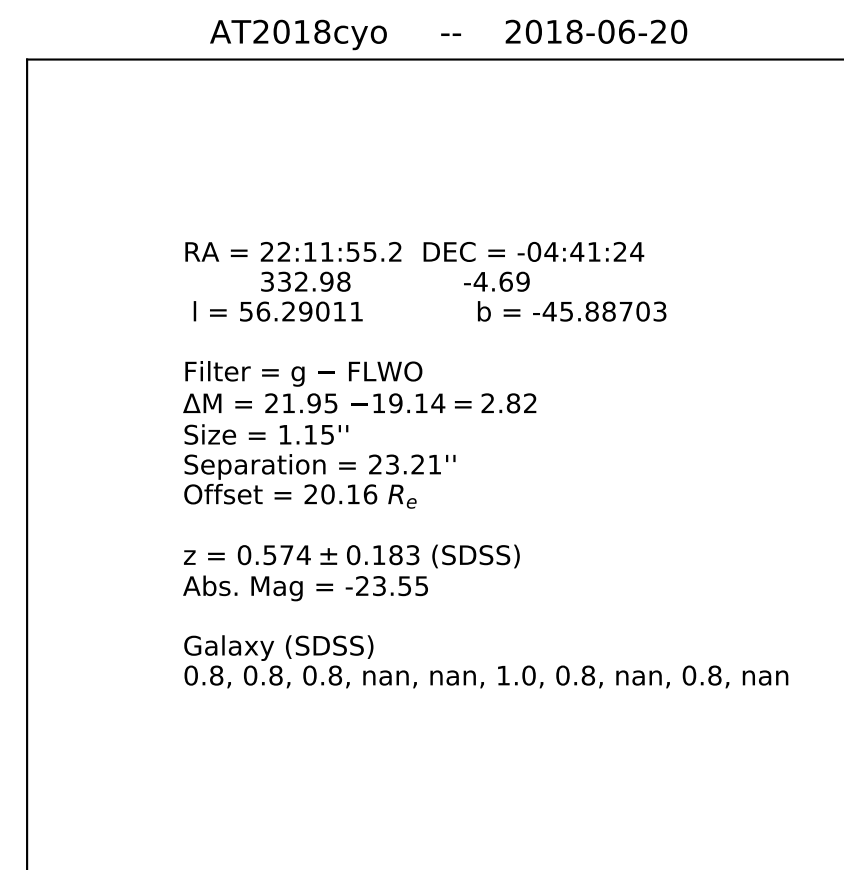 AT2018cyo -- 2018-06-20
RA = 22:11:55.2 DEC = -04:41:24
332.98 -4.69
l = 56.29011 b = -45.88703
Filter = g − FLWO
ΔM = 21.95 −19.14 = 2.82
Size = 1.15''
Separation = 23.21''
Offset = 20.16 Rₑ
z = 0.574 ± 0.183 (SDSS)
Abs. Mag = -23.55
Galaxy (SDSS)
0.8, 0.8, 0.8, nan, nan, 1.0, 0.8, nan, 0.8, nan